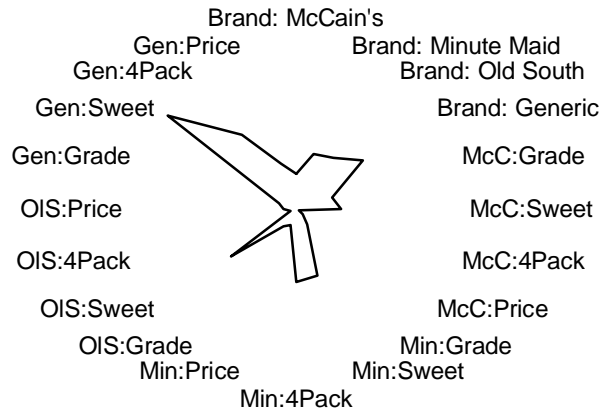 Brand: McCain's
Gen:Price
Brand: Minute Maid
Gen:4Pack
Brand: Old South
Gen:Sweet
Brand: Generic
Gen:Grade
McC:Grade
OlS:Price
McC:Sweet
OlS:4Pack
McC:4Pack
OlS:Sweet
McC:Price
OlS:Grade
Min:Grade
Min:Price
Min:Sweet
Min:4Pack